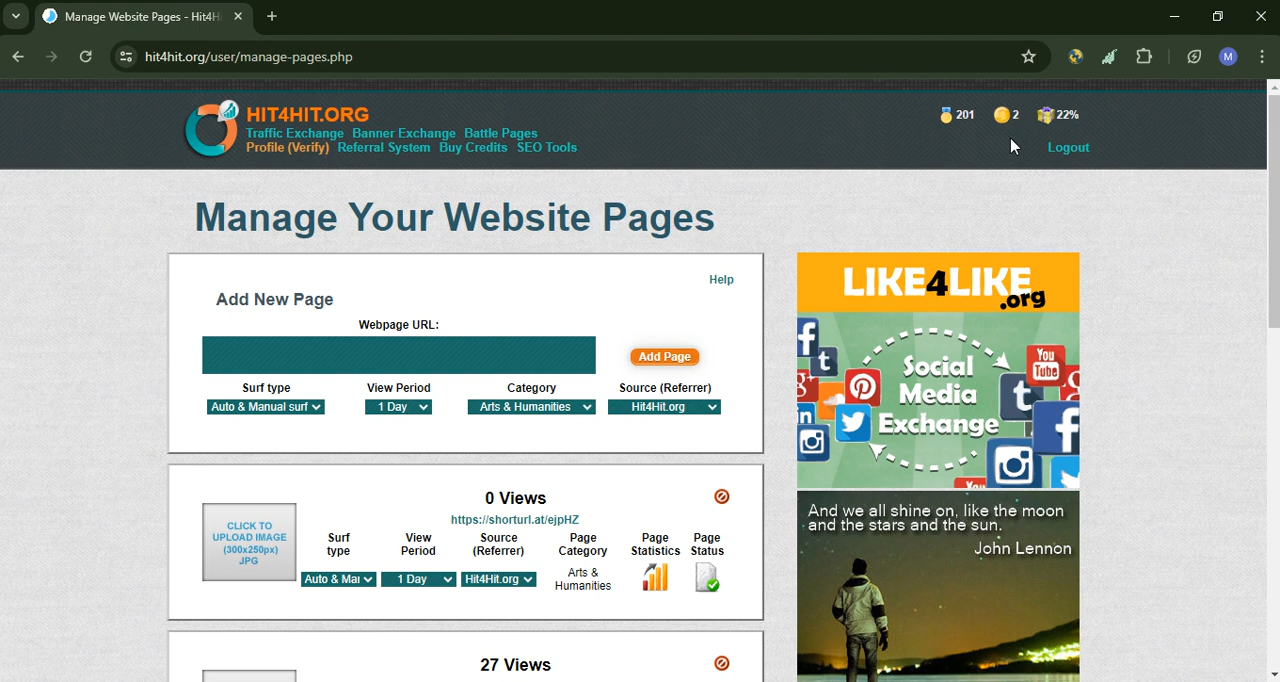 Manage Website Pages - Hit4H
hit4hit.org/user/manage-pages.php
M
HIT4HIT.ORG
Traffic Exchange Banner Exchange Battle Pages
Profile (Verify) Referral System Buy Credits SEO Tools
201 2 22%
Logout
Manage Your Website Pages
Help
Add New Page
Webpage URL:
Add Page
Surf type View Period Category Source (Referrer)
Auto & Manual surf 1 Day Arts & Humanities Hit4Hit.org
0 Views
https://shorturl.at/ejpHZ
CLICK TO
UPLOAD IMAGE
(300x250px)
JPG
Surf type View Period Source (Referrer) Page Category Page Statistics Page Status
Auto & Mai 1 Day Hit4Hit.org Arts & Humanities
27 Views
LIKE4LIKE
.org
Social
Media
Exchange
You
Tube
You
And we all shine on, like the moon
and the stars and the sun.
John Lennon